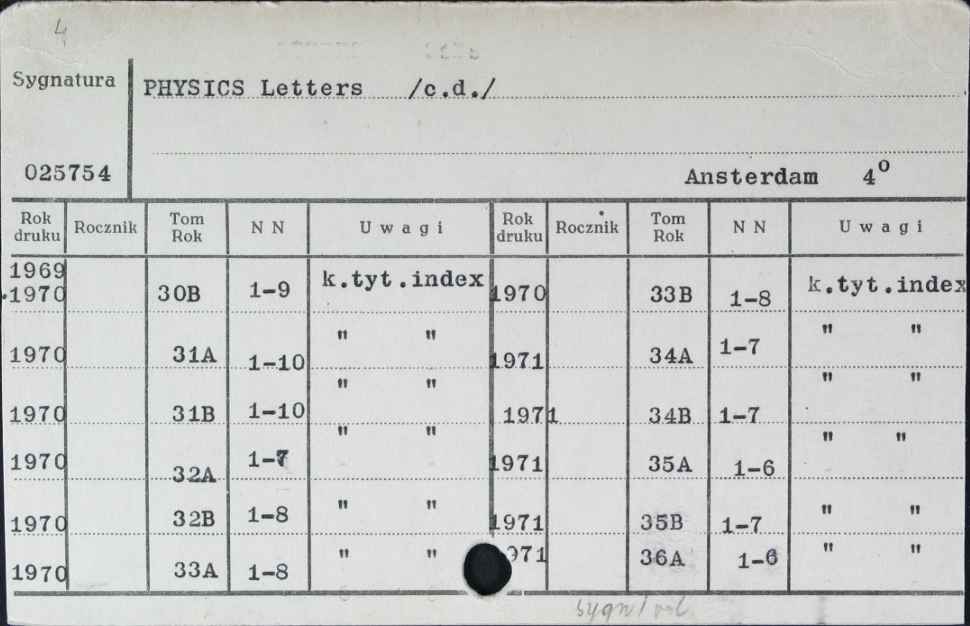 4
Sygnatura PHYSICS Letters /c.d./
025754 Ansterdam 4°
Rok druku Rocznik Tom Rok N N Uwagi Rok druku Rocznik Tom Rok N N Uwagi
1969
1970 30B 1-9 k.tyt.index 1970 33B 1-8 k.tyt.index
1970 31A 1-10 " " 1971 34A 1-7 " "
1970 31B 1-10 " " 1971 34B 1-7 " "
1970 32A 1-7 " " 1971 35A 1-6 " "
1970 32B 1-8 " " 1971 35B 1-7 " "
1970 33A 1-8 " " 1971 36A 1-6 " "